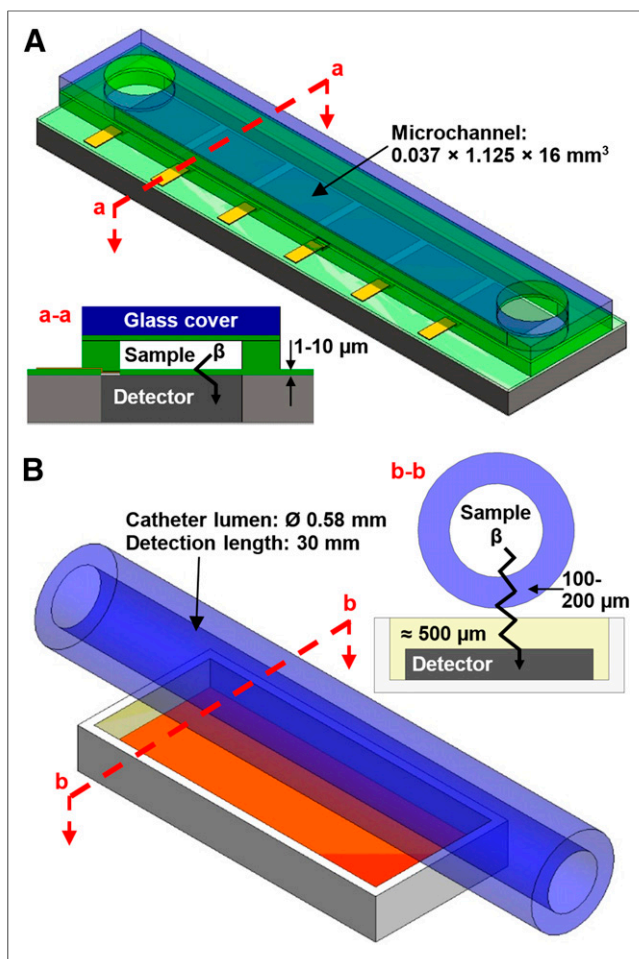 A
a
Microchannel:
0.037 × 1.125 × 16 mm³
a
a-a
Glass cover
Sample β
1-10 µm
Detector
B
b-b
Catheter lumen: Ø 0.58 mm
Detection length: 30 mm
Sample
β
b
100-
200 µm
≈ 500 µm
Detector
b